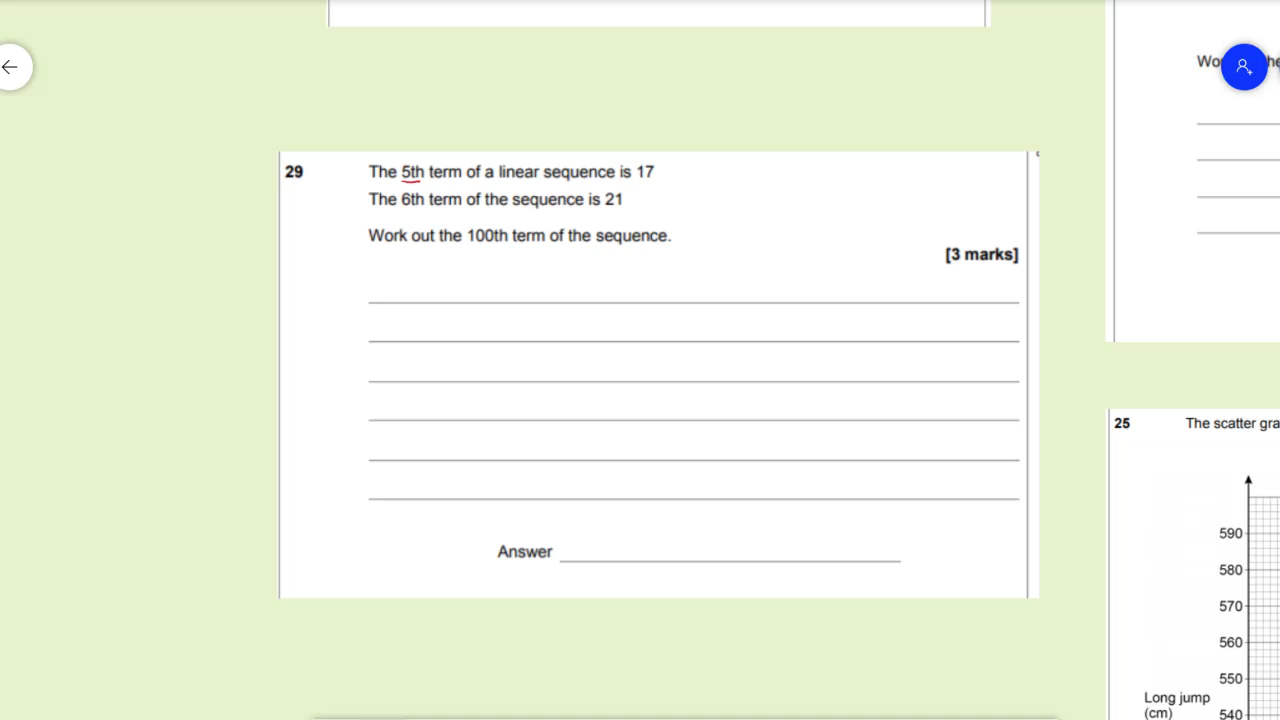 29 The 5th term of a linear sequence is 17
The 6th term of the sequence is 21
Work out the 100th term of the sequence.
[3 marks]
Answer
25 The scatter gra
590
580
570
560
550
540
Long jump
(cm)